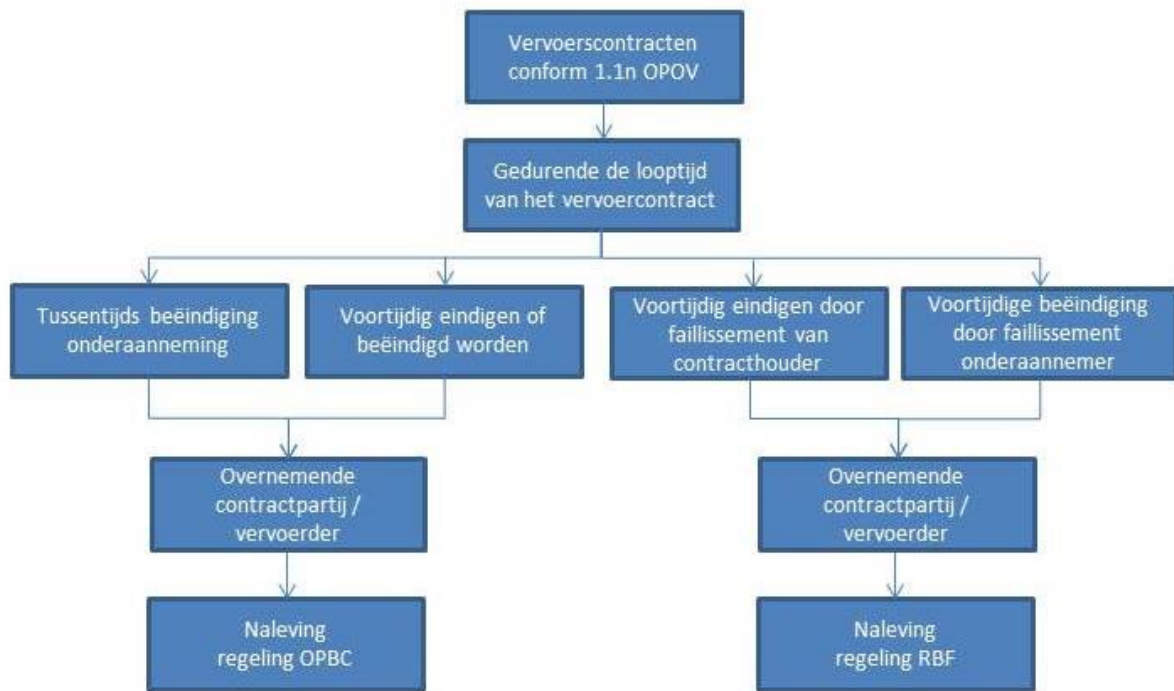 Vervoerscontracten
conform 1.1n OPOV
Gedurende de looptijd
van het vervoercontract
Tussentijds beëindiging
onderaanneming
Voortijdig eindigen of
beëindigd worden
Voortijdig eindigen door
faillissement van
contracthouder
Voortijdige beëindiging
door faillissement
onderaannemer
Overnemende
contractpartij /
vervoerder
Overnemende
contractpartij /
vervoerder
Naleving
regeling OPBC
Naleving
regeling RBF